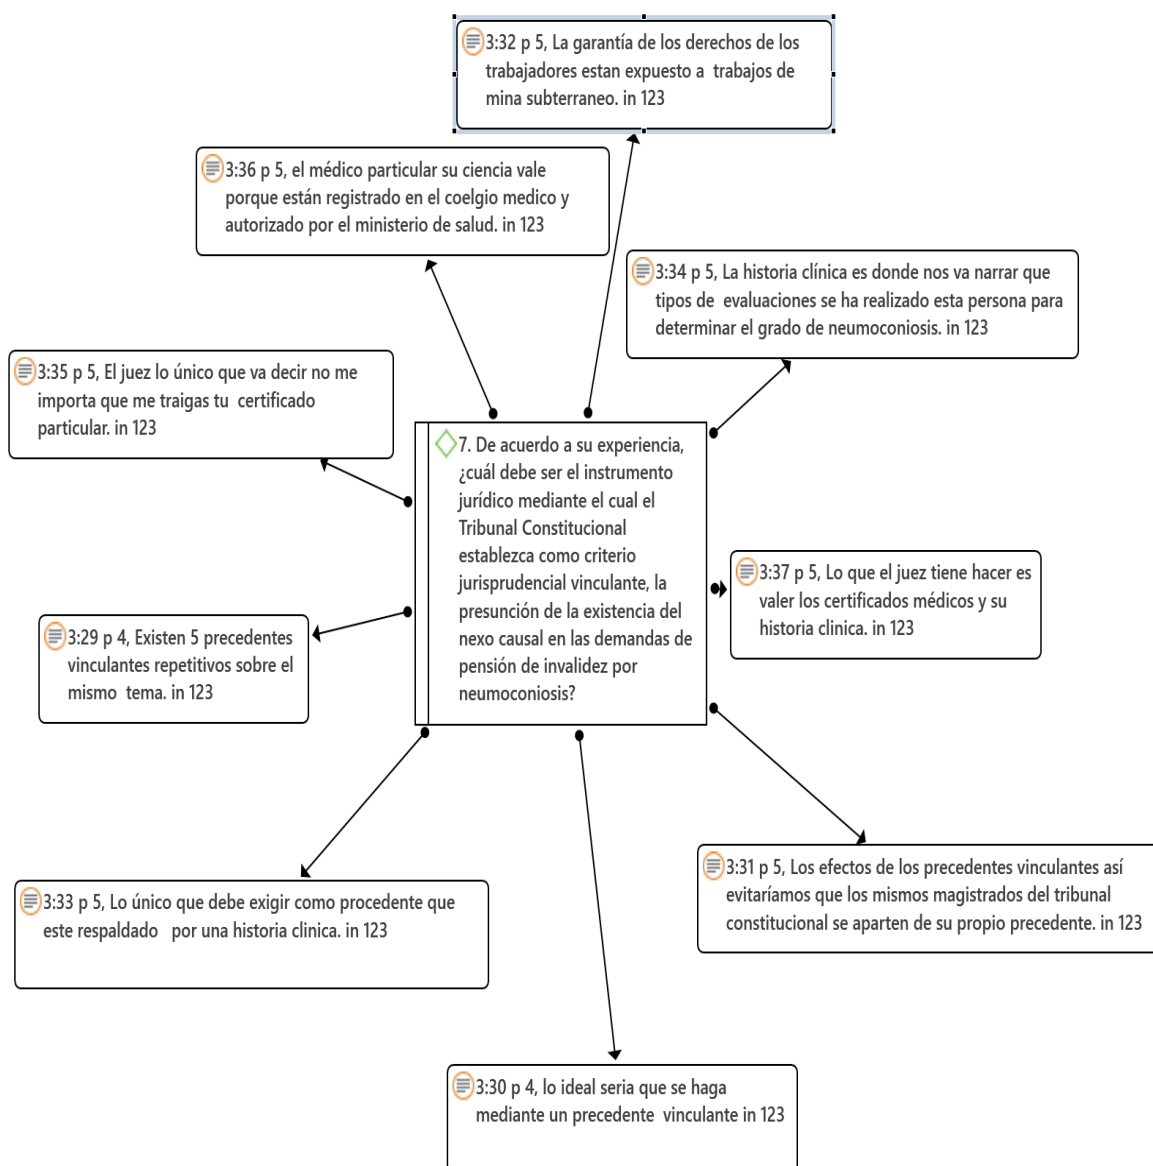 3:32 p 5, La garantía de los derechos de los
trabajadores estan expuesto a trabajos de
mina subterraneo. in 123
3:36 p 5, el médico particular su ciencia vale
porque están registrado en el coelgio medico y
autorizado por el ministerio de salud. in 123
3:34 p 5, La historia clínica es donde nos va narrar que
tipos de evaluaciones se ha realizado esta persona para
determinar el grado de neumoconiosis. in 123
3:35 p 5, El juez lo único que va decir no me
importa que me traigas tu certificado
particular. in 123
7. De acuerdo a su experiencia,
¿cuál debe ser el instrumento
jurídico mediante el cual el
Tribunal Constitucional
establezca como criterio
jurisprudencial vinculante, la
presunción de la existencia del
nexo causal en las demandas de
pensión de invalidez por
neumoconiosis?
3:37 p 5, Lo que el juez tiene hacer es
valer los certificados médicos y su
historia clinica. in 123
3:29 p 4, Existen 5 precedentes
vinculantes repetitivos sobre el
mismo tema. in 123
3:31 p 5, Los efectos de los precedentes vinculantes así
evitaríamos que los mismos magistrados del tribunal
constitucional se aparten de su propio precedente. in 123
3:33 p 5, Lo único que debe exigir como procedente que
este respaldado por una historia clinica. in 123
3:30 p 4, lo ideal seria que se haga
mediante un precedente vinculante in 123